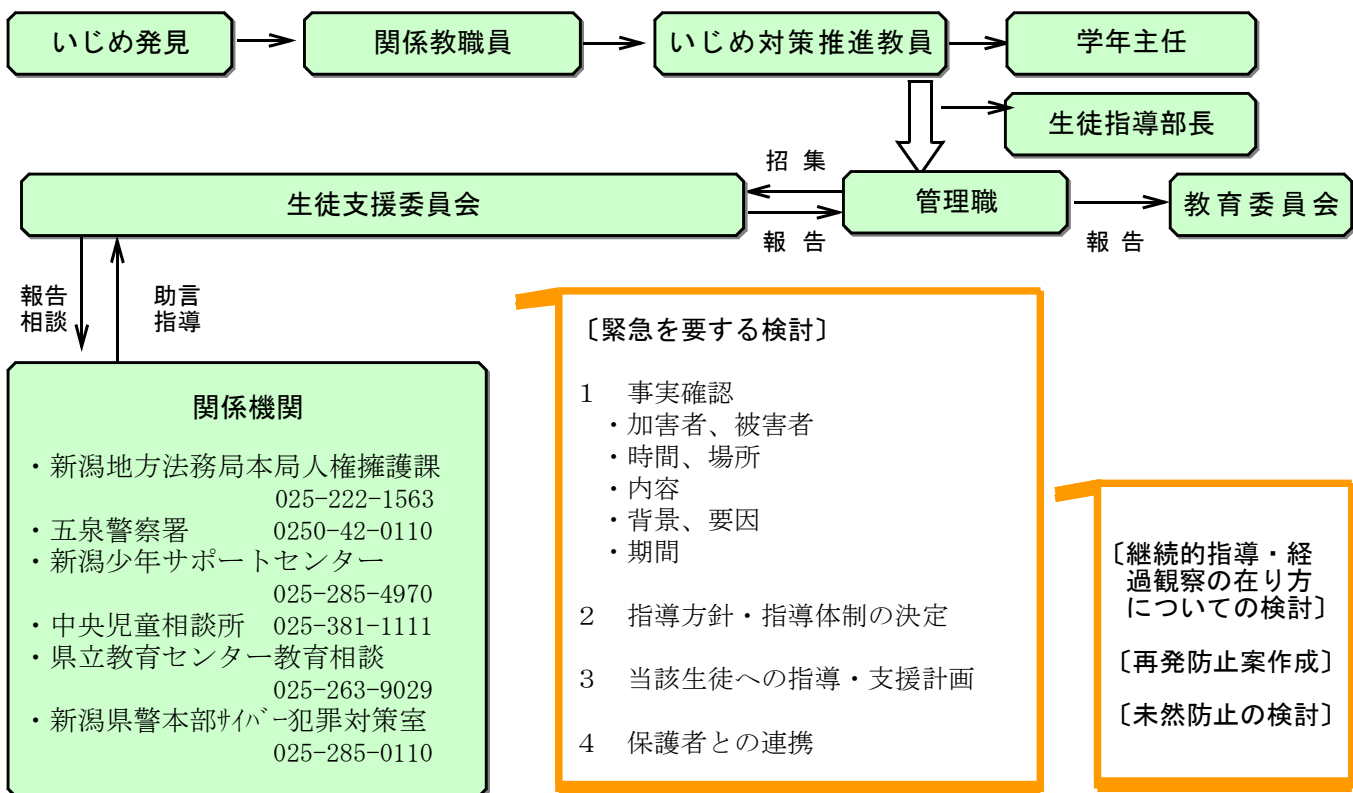 いじめ発見
関係教職員
いじめ対策推進教員
学年主任
生徒指導部長
招 集
生徒支援委員会
管理職
教育委員会
報 告
報 告
報告
相談
助言
指導
関係機関
・新潟地方法務局本局人権擁護課
025-222-1563
・五泉警察署 0250-42-0110
・新潟少年サポートセンター
025-285-4970
・中央児童相談所 025-381-1111
・県立教育センター教育相談
025-263-9029
・新潟県警本部ｻｲﾊﾞｰ犯罪対策室
025-285-0110
〔緊急を要する検討〕
１ 事実確認
・加害者、被害者
・時間、場所
・内容
・背景、要因
・期間
２ 指導方針・指導体制の決定
３ 当該生徒への指導・支援計画
４ 保護者との連携
〔継続的指導・経
過観察の在り方
についての検討〕
〔再発防止案作成〕
〔未然防止の検討〕